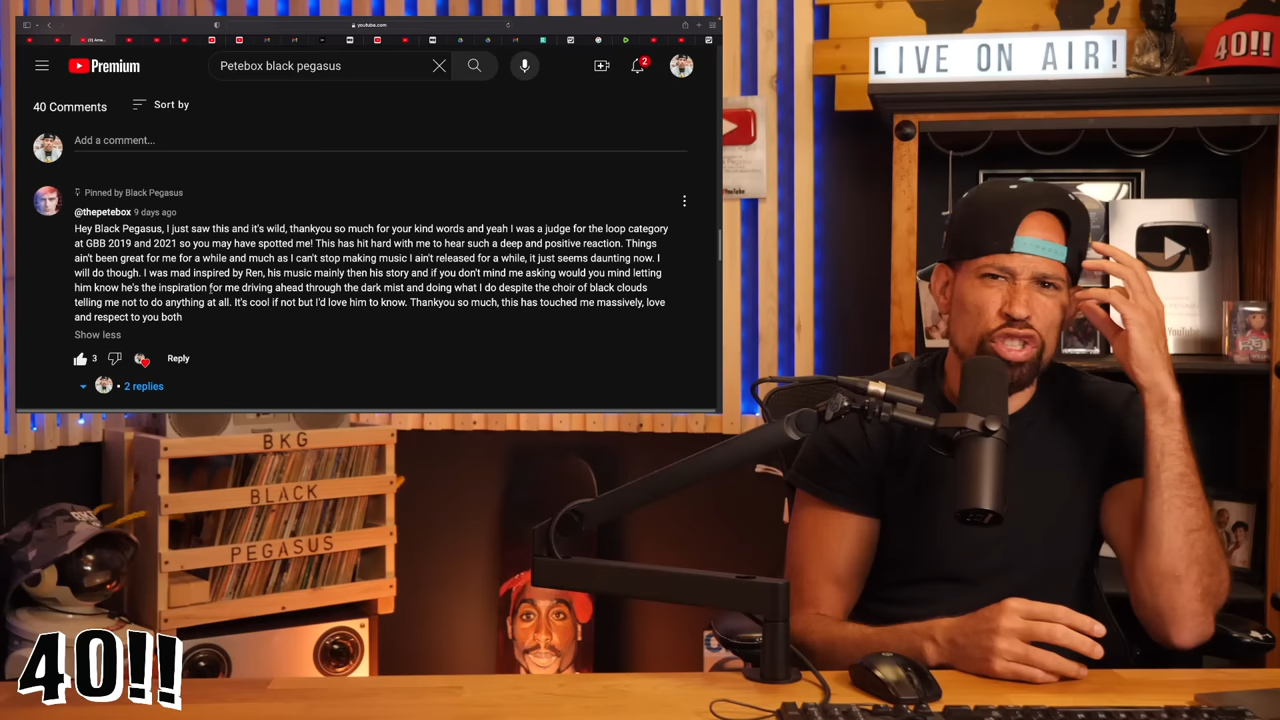 youtube.com
Premium
Petebox black pegasus
2
40 Comments
Sort by
Add a comment...
Pinned by Black Pegasus
@thepetebox 9 days ago
Hey Black Pegasus, I just saw this and it's wild, thankyou so much for your kind words and yeah I was a judge for the loop category
at GBB 2019 and 2021 so you may have spotted me! This has hit hard with me to hear such a deep and positive reaction. Things
ain't been great for me for a while and much as I can't stop making music I ain't released for a while, it just seems daunting now. I
will do though. I was mad inspired by Ren, his music mainly then his story and if you don't mind me asking would you mind letting
him know he's the inspiration for me driving ahead through the dark mist and doing what I do despite the choir of black clouds
telling me not to do anything at all. It's cool if not but I'd love him to know. Thankyou so much, this has touched me massively, love
and respect to you both
Show less
3
Reply
• 2 replies
LIVE ON AIR!
40!!
YouTube
BKG
BLACK
PEGASUS
40!!